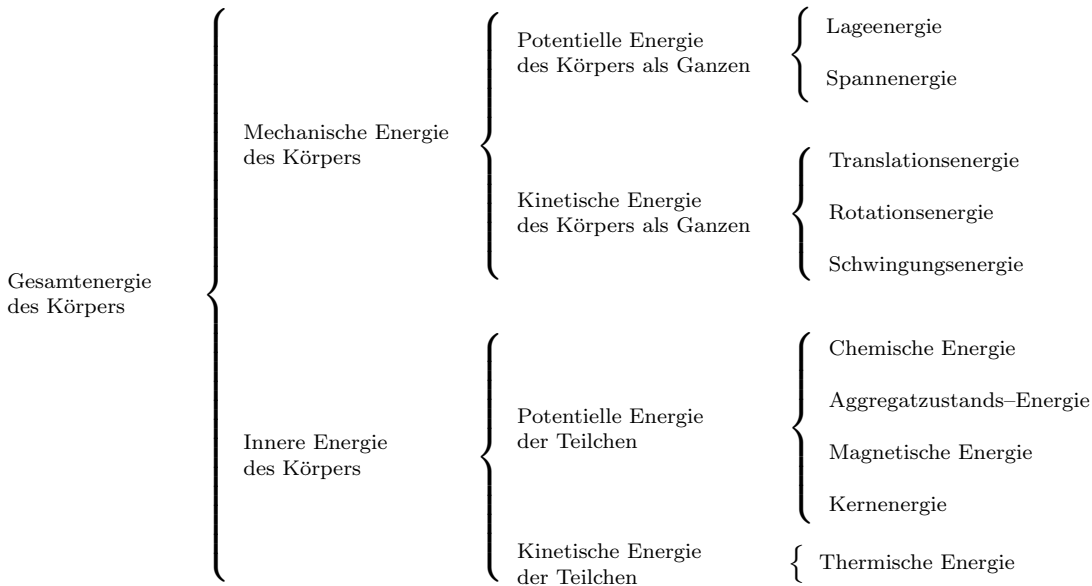 Gesamtenergie
des Körpers
Mechanische Energie
des Körpers
Potentielle Energie
des Körpers als Ganzen
Lageenergie
Spannenergie
Kinetische Energie
des Körpers als Ganzen
Translationsenergie
Rotationsenergie
Schwingungsenergie
Innere Energie
des Körpers
Potentielle Energie
der Teilchen
Chemische Energie
Aggregatzustands–Energie
Magnetische Energie
Kernenergie
Kinetische Energie
der Teilchen
Thermische Energie